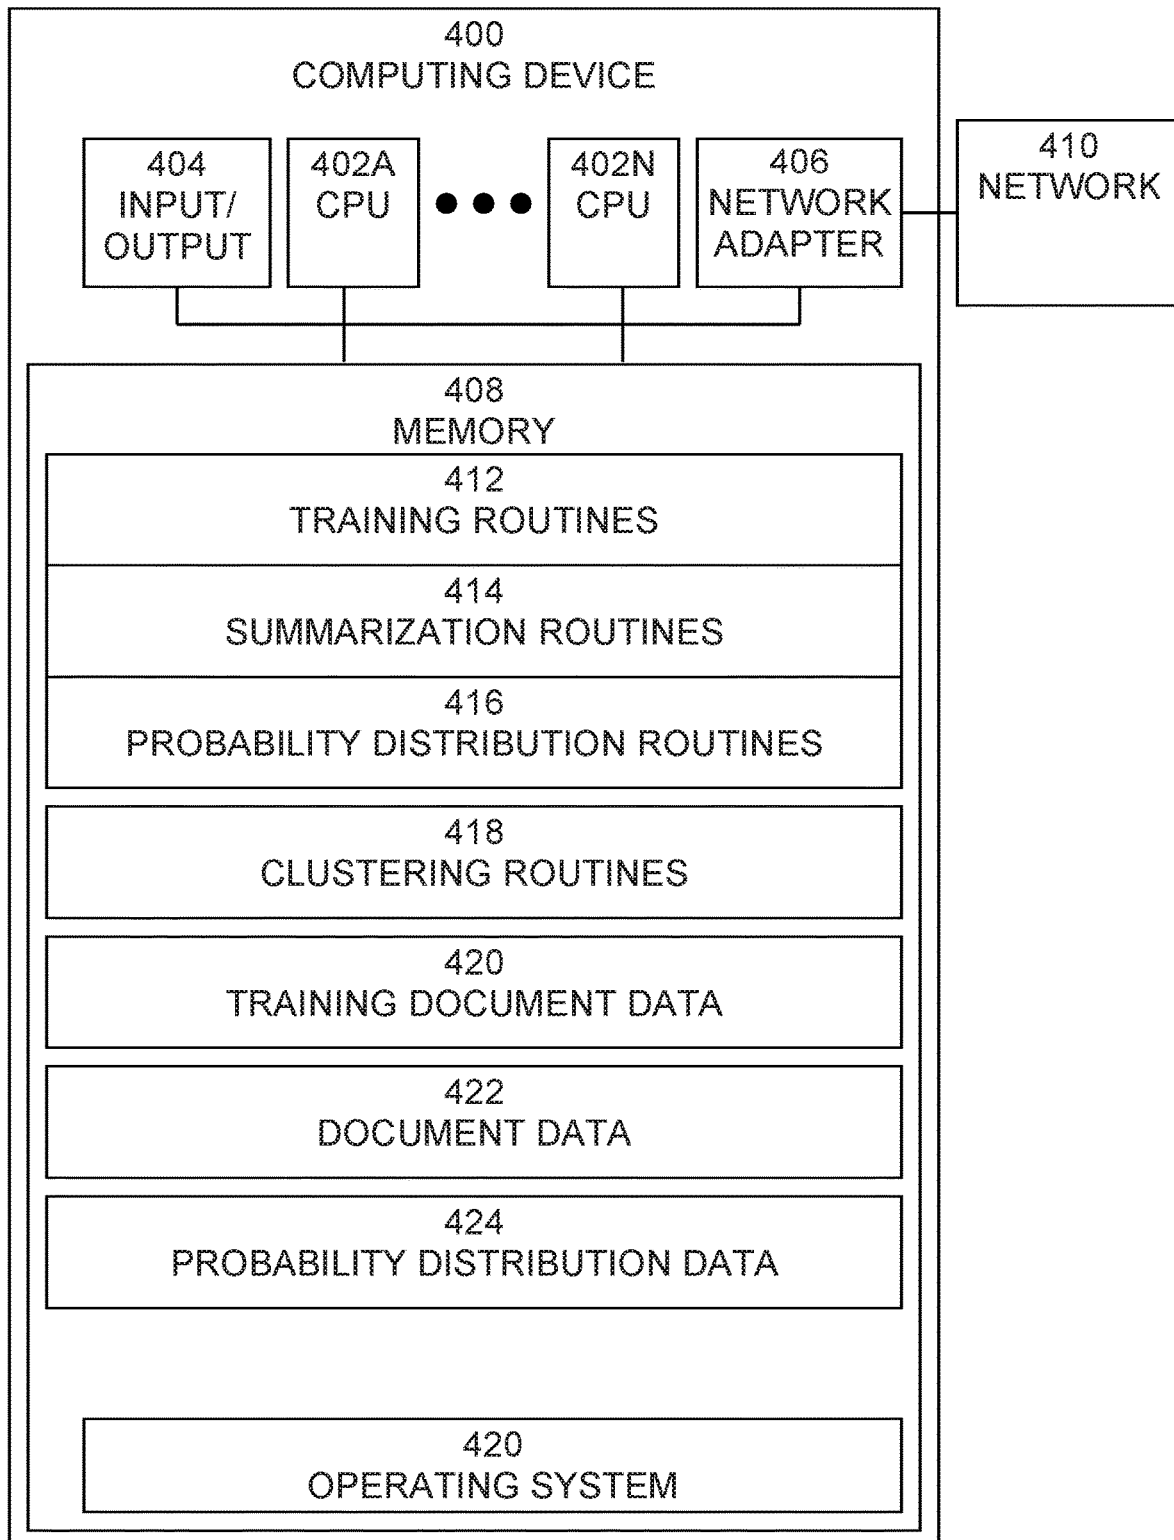 400
COMPUTING DEVICE
404
INPUT/
OUTPUT
402A
CPU
402N
CPU
406
NETWORK
ADAPTER
410
NETWORK
408
MEMORY
412
TRAINING ROUTINES
414
SUMMARIZATION ROUTINES
416
PROBABILITY DISTRIBUTION ROUTINES
418
CLUSTERING ROUTINES
420
TRAINING DOCUMENT DATA
422
DOCUMENT DATA
424
PROBABILITY DISTRIBUTION DATA
420
OPERATING SYSTEM